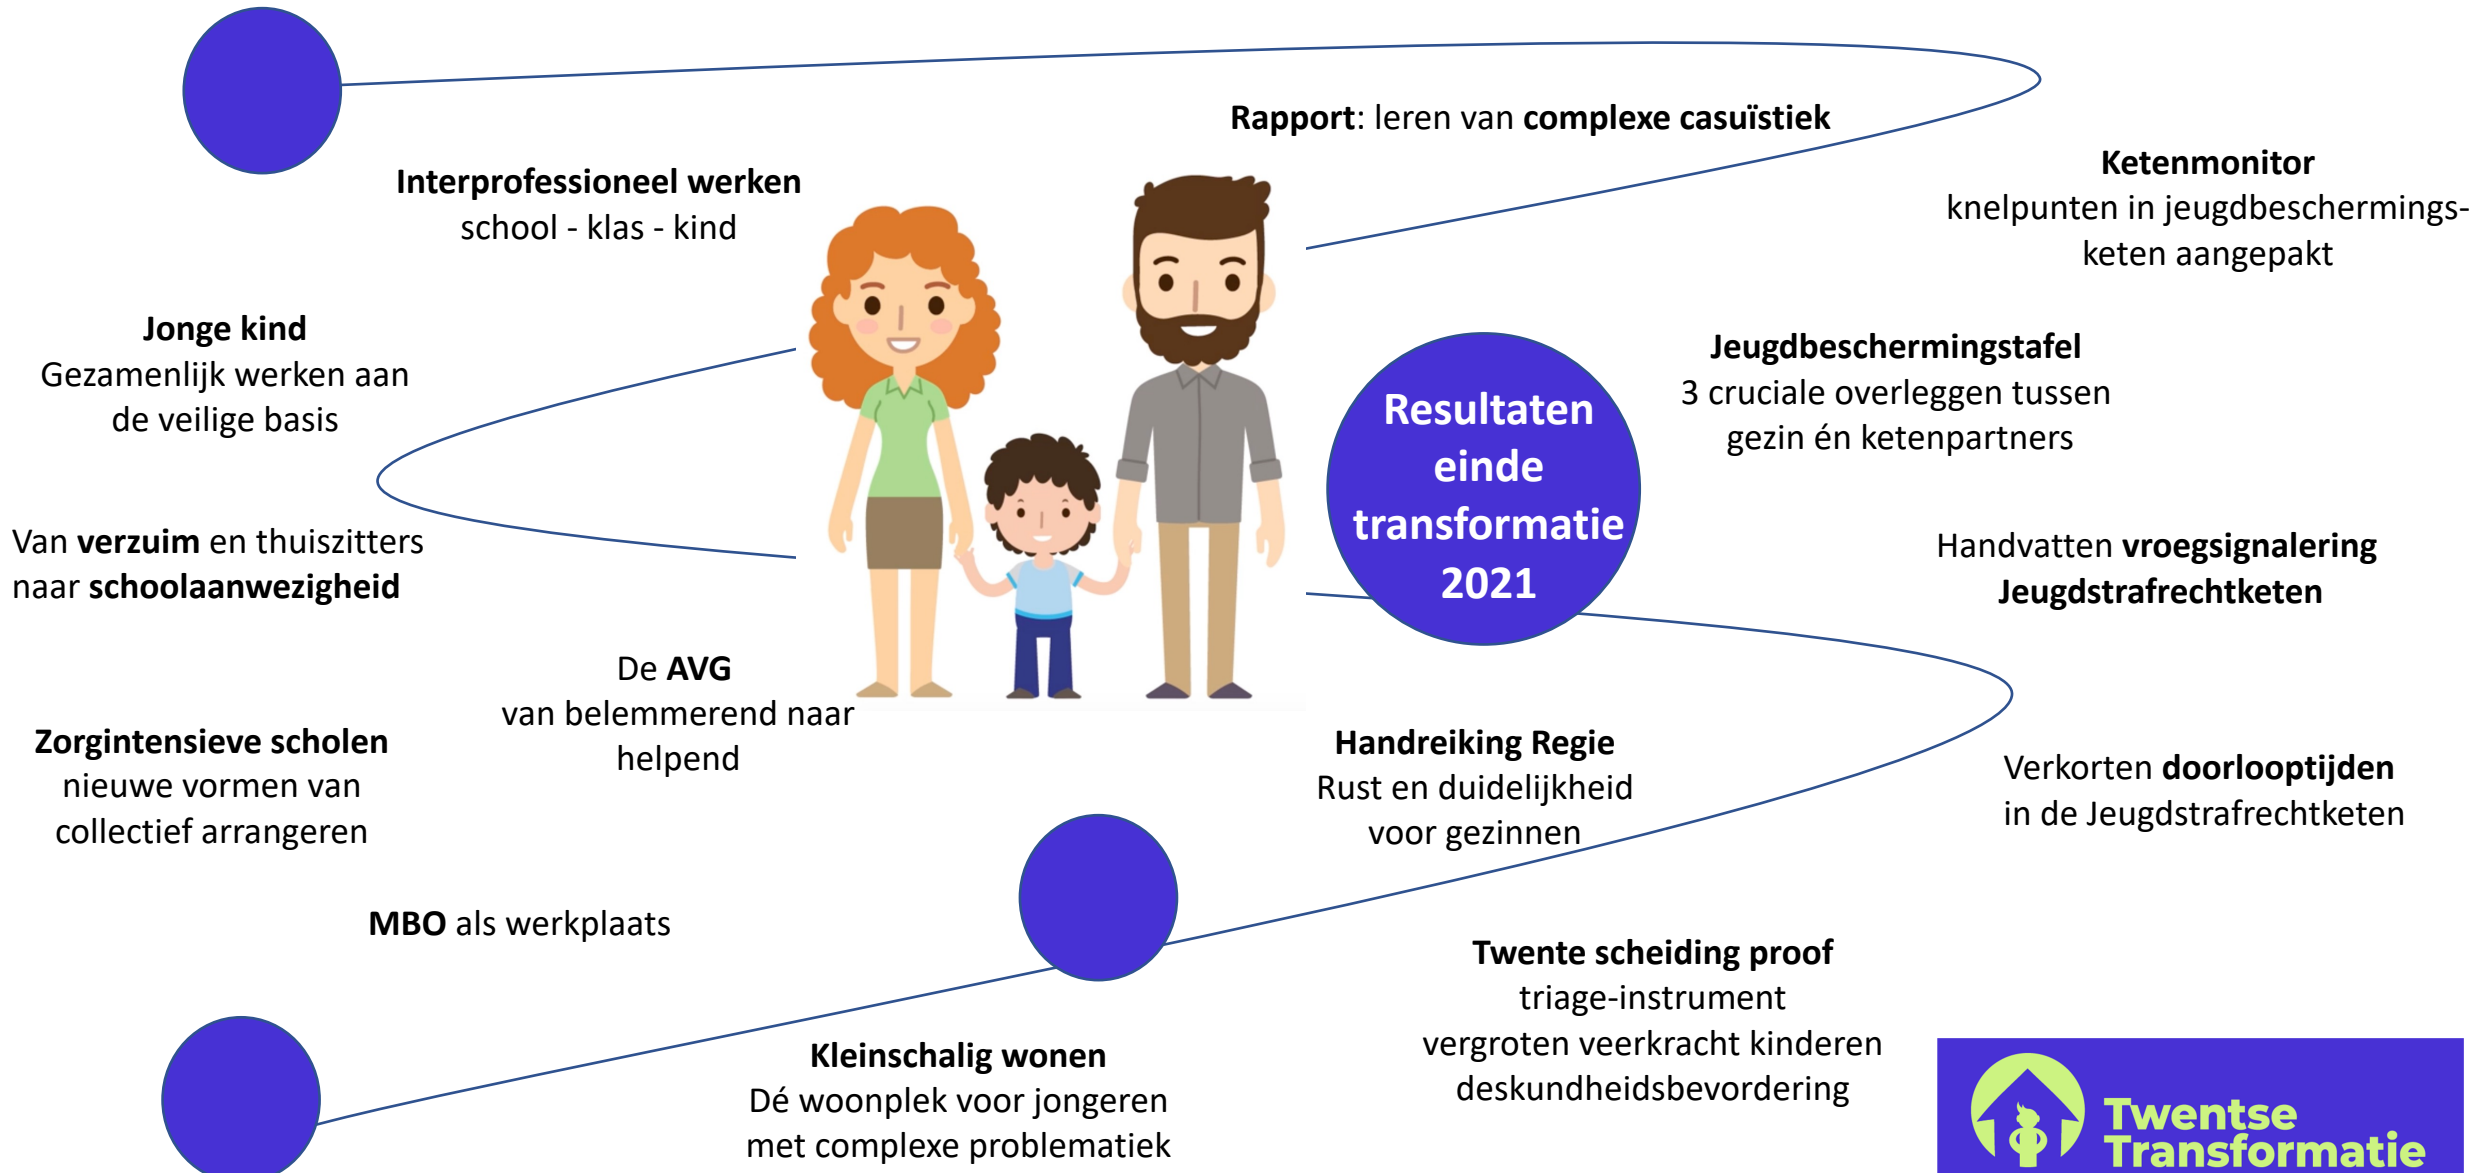 Rapport: leren van complexe casuïstiek
Interprofessioneel werken
school - klas - kind
Ketenmonitor
knelpunten in jeugdbeschermings-
keten aangepakt
Jonge kind
Gezamenlijk werken aan
de veilige basis
Resultaten
einde
transformatie
2021
Jeugdbeschermingstafel
3 cruciale overleggen tussen
gezin én ketenpartners
Van verzuim en thuiszitters
naar schoolaanwezigheid
Handvatten vroegsignalering
Jeugdstrafrechtketen
De AVG
van belemmerend naar
helpend
Zorgintensieve scholen
nieuwe vormen van
collectief arrangeren
Handreiking Regie
Rust en duidelijkheid
voor gezinnen
Verkorten doorlooptijden
in de Jeugdstrafrechtketen
MBO als werkplaats
Twente scheiding proof
triage-instrument
vergroten veerkracht kinderen
deskundheidsbevordering
Kleinschalig wonen
Dé woonplek voor jongeren
met complexe problematiek
Twentse
Transformatie